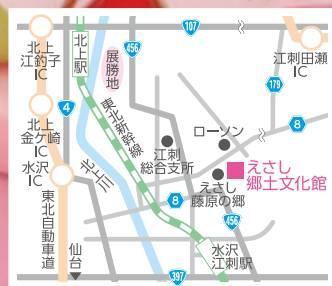 107
北上
江釣子
IC
北上駅
展勝地
456
江刺田瀬
IC
179
4
東北新幹線
8
北上
金ケ崎
IC
ローソン
江刺
総合支所
えさし
郷土文化館
水沢
IC
北上川
えさし
藤原の郷
8
456
東北自動車道
仙台
水沢
江刺駅
397